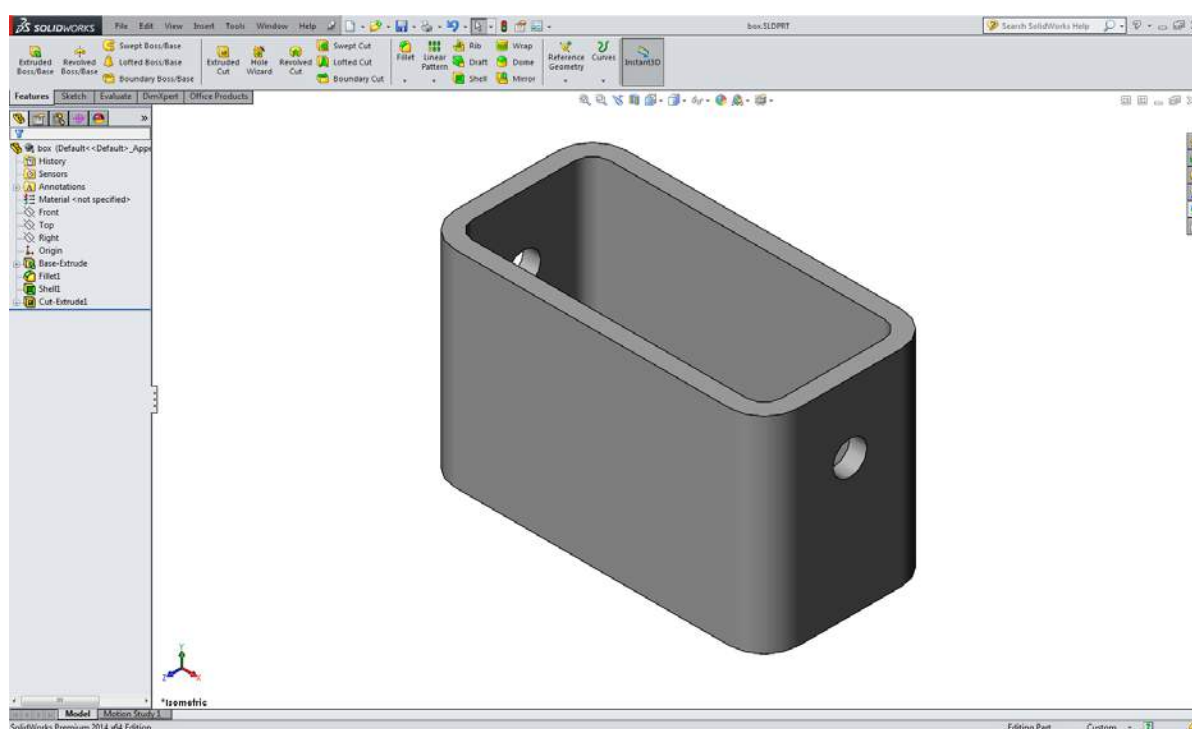 SOLIDWORKS File Edit View Insert Tools Window Help box.SLDPRT Search SolidWorks Help
Extruded Boss/Base Revolved Boss/Base Swept Boss/Base Lofted Boss/Base Boundary Boss/Base Extruded Cut Hole Wizard Revolved Cut Swept Cut Lofted Cut Boundary Cut Fillet Linear Pattern Rib Draft Shell Wrap Dome Mirror Reference Geometry Curves Instant3D
Features Sketch Evaluate DimXpert Office Products
box (Default<<Default>_Appe
History
Sensors
Annotations
Material <not specified>
Front
Top
Right
Origin
Base-Extrude
Fillet1
Shell1
Cut-Extrude1
Y
Z X
*Isometric
Model Motion Study 1
SolidWorks Premium 2014 x64 Edition Editing Part Custom